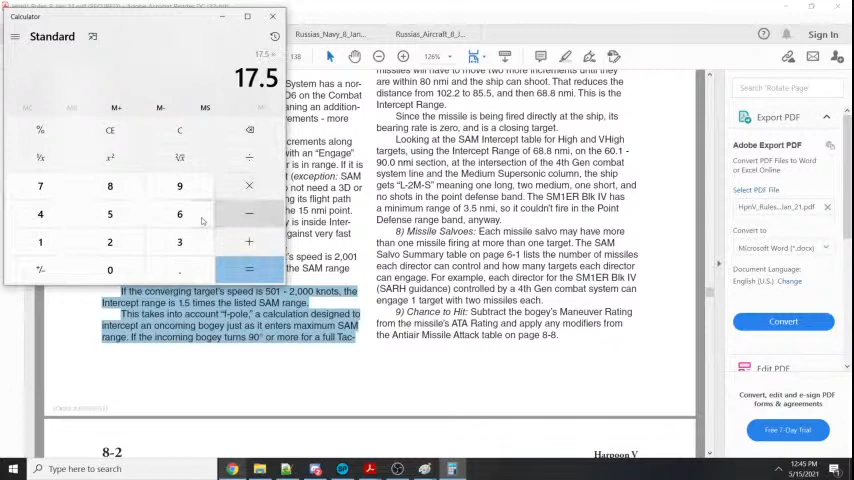 Calculator
Standard
17.5 =
17.5
MC
MR
M+
M-
MS
%
CE
C
⅟x
x²
²√x
÷
7
8
9
×
4
5
6
−
1
2
3
+
+/-
0
.
=
Russias_Navy_8_Jan...
Russias_Aircraft_8_J...
Sign In
138
126%
System has a nor-
D6 on the Combat
aning an addition-
rements - more
crements along
with an "Engage"
er is in range. If it is
t (exception: SAM
o not need a 3D or
ng its flight path
he 15 nmi point.
y is inside Inter-
gainst very fast
speed is 2,001
he SAM range
If the converging target's speed is 501 - 2,000 knots, the
Intercept range is 1.5 times the listed SAM range.
This takes into account "f-pole," a calculation designed to
intercept an oncoming bogey just as it enters maximum SAM
range. If the incoming bogey turns 90° or more for a full Tac-
missiles will have to move two more increments until they
are within 80 nmi and the ship can shoot. That reduces the
distance from 102.2 to 85.5, and then 68.8 nmi. This is the
Intercept Range.
Since the missile is being fired directly at the ship, its
bearing rate is zero, and is a closing target.
Looking at the SAM Intercept table for High and VHigh
targets, using the Intercept Range of 68.8 nmi, on the 60.1 -
90.0 nmi section, at the intersection of the 4th Gen combat
system line and the Medium Supersonic column, the ship
gets "L-2M-S" meaning one long, two medium, one short, and
no shots in the point defense band. The SM1ER Blk IV has
a minimum range of 3.5 nmi, so it couldn't fire in the Point
Defense range band, anyway.
8) Missile Salvoes: Each missile salvo may have more
than one missile firing at more than one target. The SAM
Salvo Summary table on page 6-1 lists the number of missiles
each director can control and how many targets each director
can engage. For example, each director for the SM1ER Blk IV
(SARH guidance) controlled by a 4th Gen combat system can
engage 1 target with two missiles each.
9) Chance to Hit: Subtract the bogey's Maneuver Rating
from the missile's ATA Rating and apply any modifiers from
the Antiair Missile Attack table on page 8-8.
8-2
Harpoon V
Search 'Rotate Page'
Export PDF
Adobe Export PDF
Convert PDF Files to Word
or Excel Online
Select PDF File
HpnV_Rules...lan_21.pdf
Convert to
Microsoft Word (*.docx)
Document Language:
English (U.S.) Change
Convert
Edit PDF
Convert, edit and e-sign PDF
forms & agreements
Free 7-Day Trial
Type here to search
12:45 PM
5/15/2021